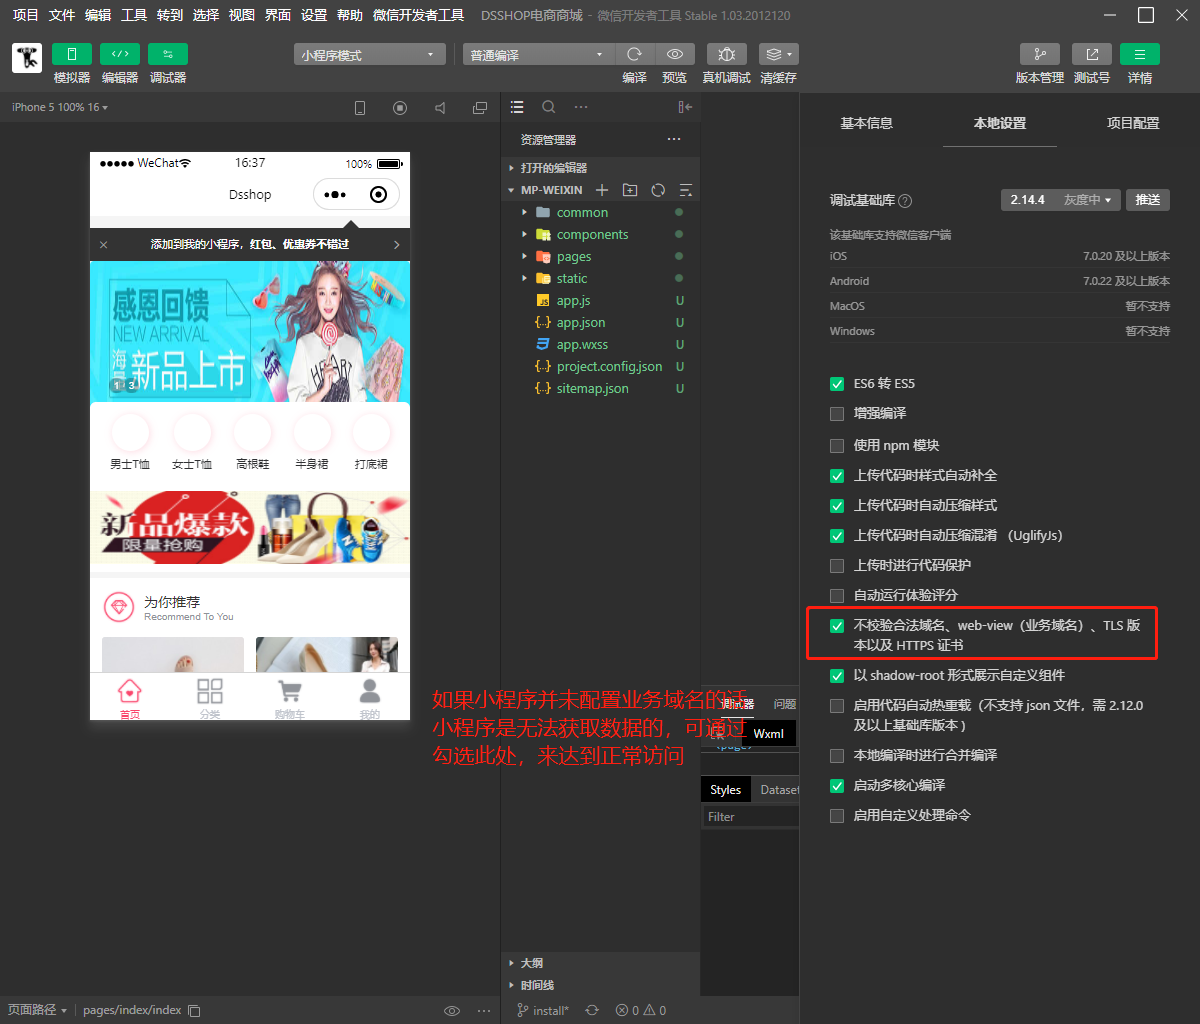 项目 文件 编辑 工具 转到 选择 视图 界面 设置 帮助 微信开发者工具 DSSHOP电商商城 - 微信开发者工具 Stable 1.03.2012120
小程序模式
普通编译
模拟器 编辑器 调试器
编译 预览 真机调试 清缓存
版本管理 测试号 详情
iPhone 5 100% 16
WeChat
16:37
100%
Dsshop
添加到我的小程序，红包、优惠券不错过
感恩回馈
NEW ARRIVAL
新品上市
1
3
男士T恤 女士T恤 高根鞋 半身裙 打底裙
新品爆款
限量抢购
为你推荐
Recommend To You
首页 分类 购物车 我的
如果小程序并未配置业务域名的话
小程序是无法获取数据的，可通过
勾选此处，来达到正常访问
页面路径
pages/index/index
资源管理器
打开的编辑器
MP-WEIXIN
common
components
pages
static
JS app.js U
{..} app.json U
app.wxss U
{..} project.config.json U
{..} sitemap.json U
大纲
时间线
install*
0
0
调试器 问题
Wxml
Styles Dataset
Filter
基本信息 本地设置 项目配置
调试基础库 ?
2.14.4 灰度中
推送
该基础库支持微信客户端
iOS 7.0.20 及以上版本
Android 7.0.22 及以上版本
MacOS 暂不支持
Windows 暂不支持
ES6 转 ES5
增强编译
使用 npm 模块
上传代码时样式自动补全
上传代码时自动压缩样式
上传代码时自动压缩混淆 （UglifyJs）
上传时进行代码保护
自动运行体验评分
不校验合法域名、web-view（业务域名）、TLS 版
本以及 HTTPS 证书
以 shadow-root 形式展示自定义组件
启用代码自动热重载（不支持 json 文件，需 2.12.0
及以上基础库版本 ）
本地编译时进行合并编译
启动多核心编译
启用自定义处理命令